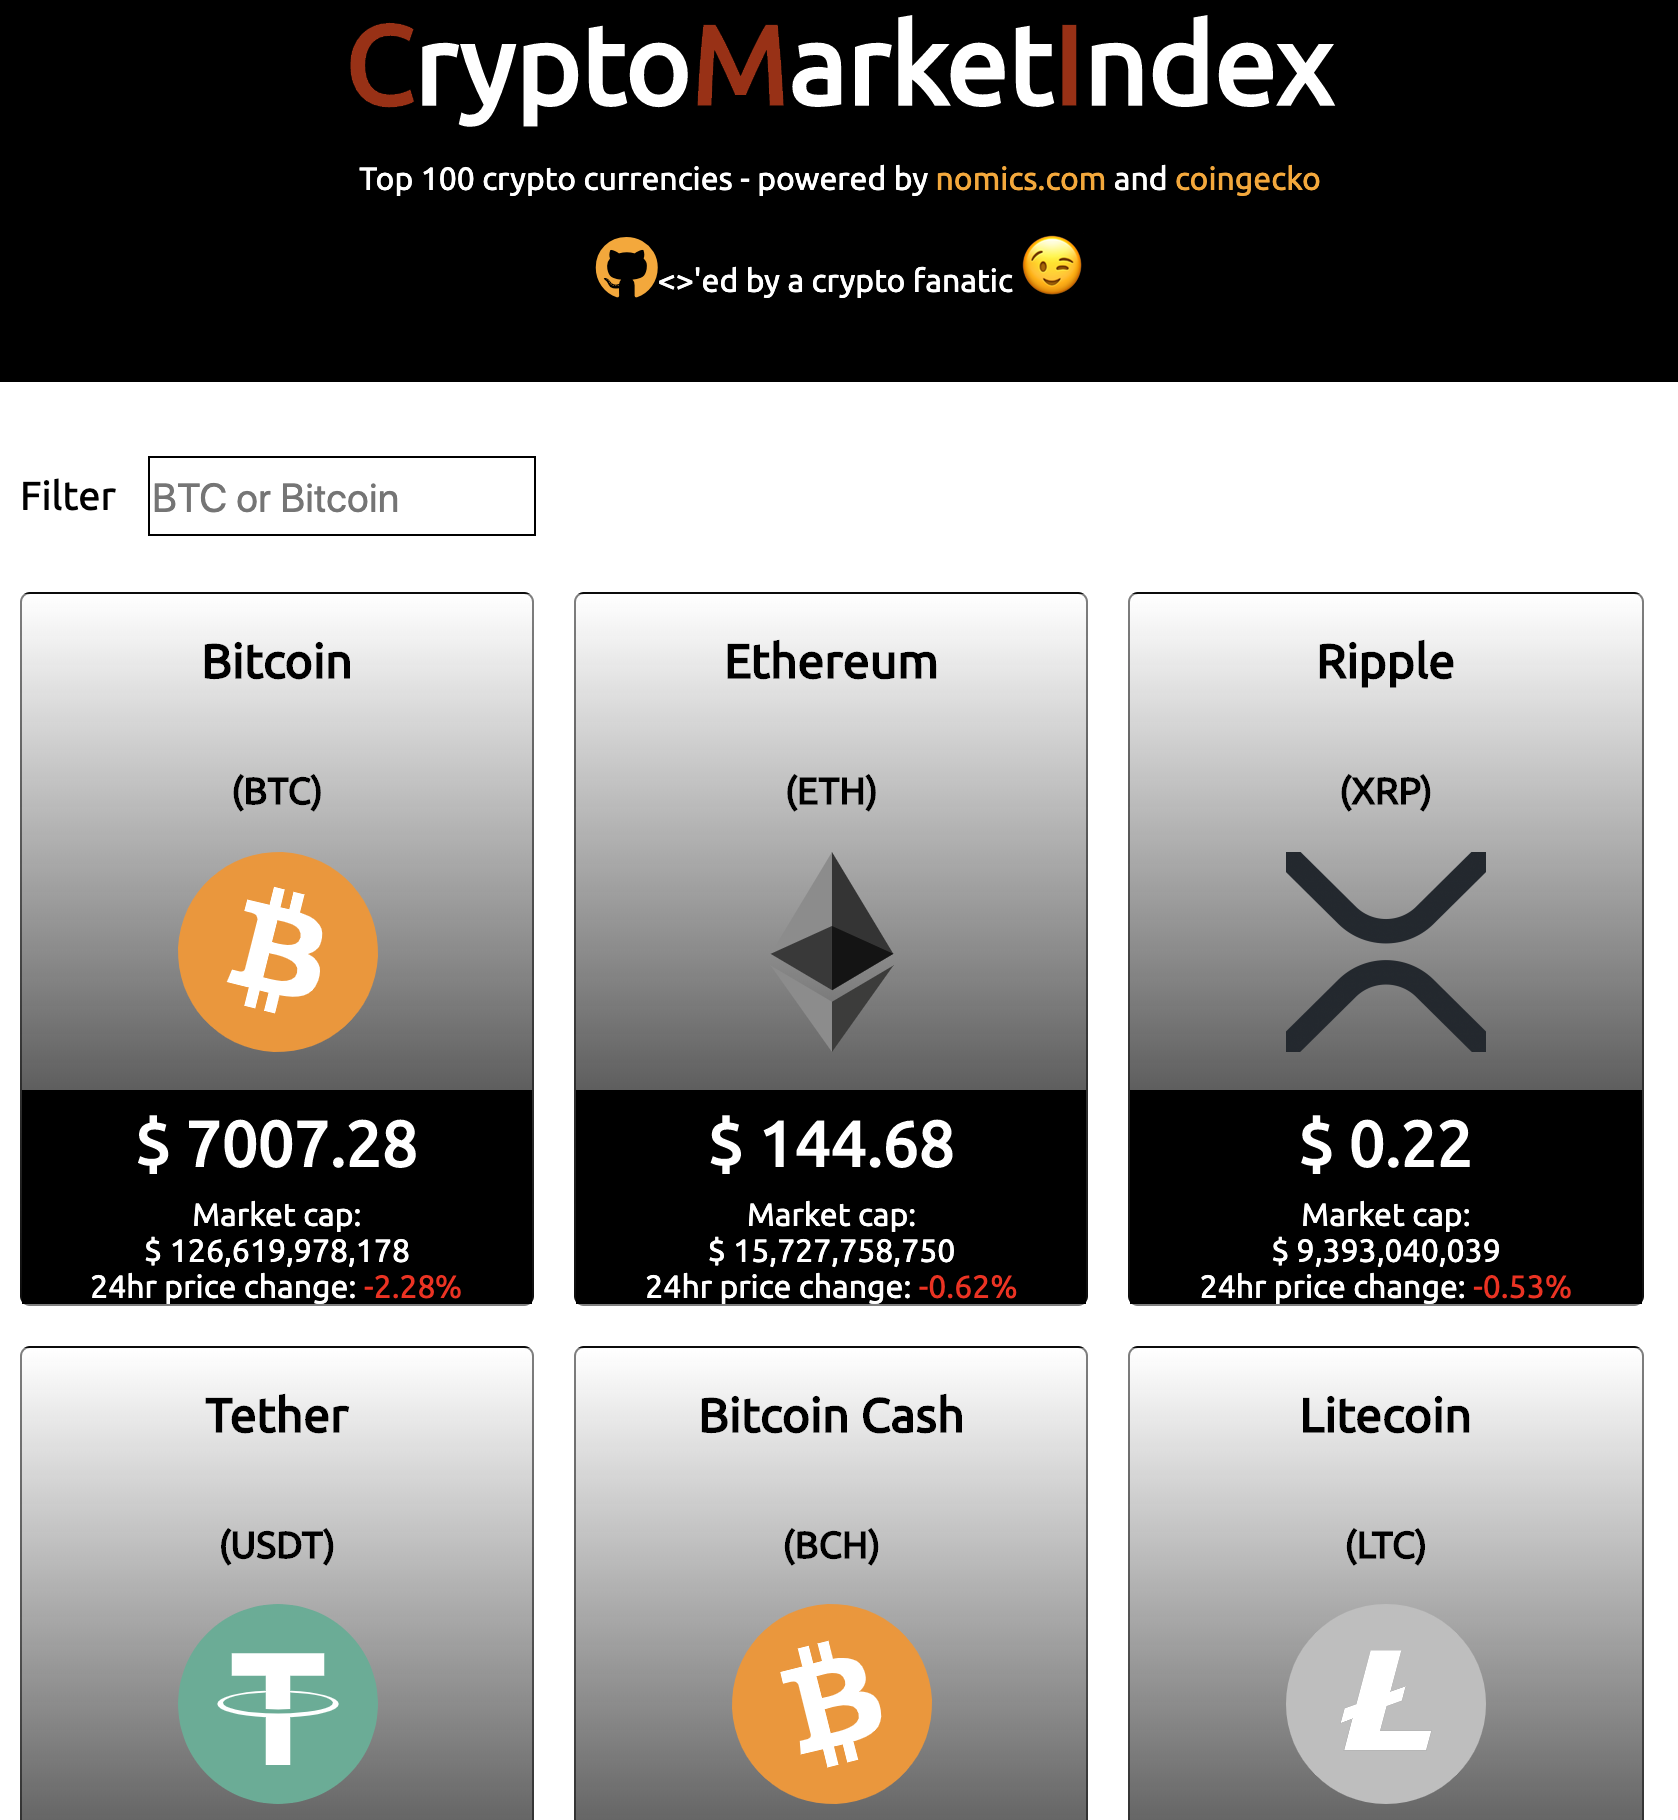 CryptoMarketIndex
Top 100 crypto currencies - powered by nomics.com and coingecko
<>'ed by a crypto fanatic 😉
Filter
BTC or Bitcoin
Bitcoin
(BTC)
$ 7007.28
Market cap:
$ 126,619,978,178
24hr price change: -2.28%
Ethereum
(ETH)
$ 144.68
Market cap:
$ 15,727,758,750
24hr price change: -0.62%
Ripple
(XRP)
$ 0.22
Market cap:
$ 9,393,040,039
24hr price change: -0.53%
Tether
(USDT)
Bitcoin Cash
(BCH)
Litecoin
(LTC)